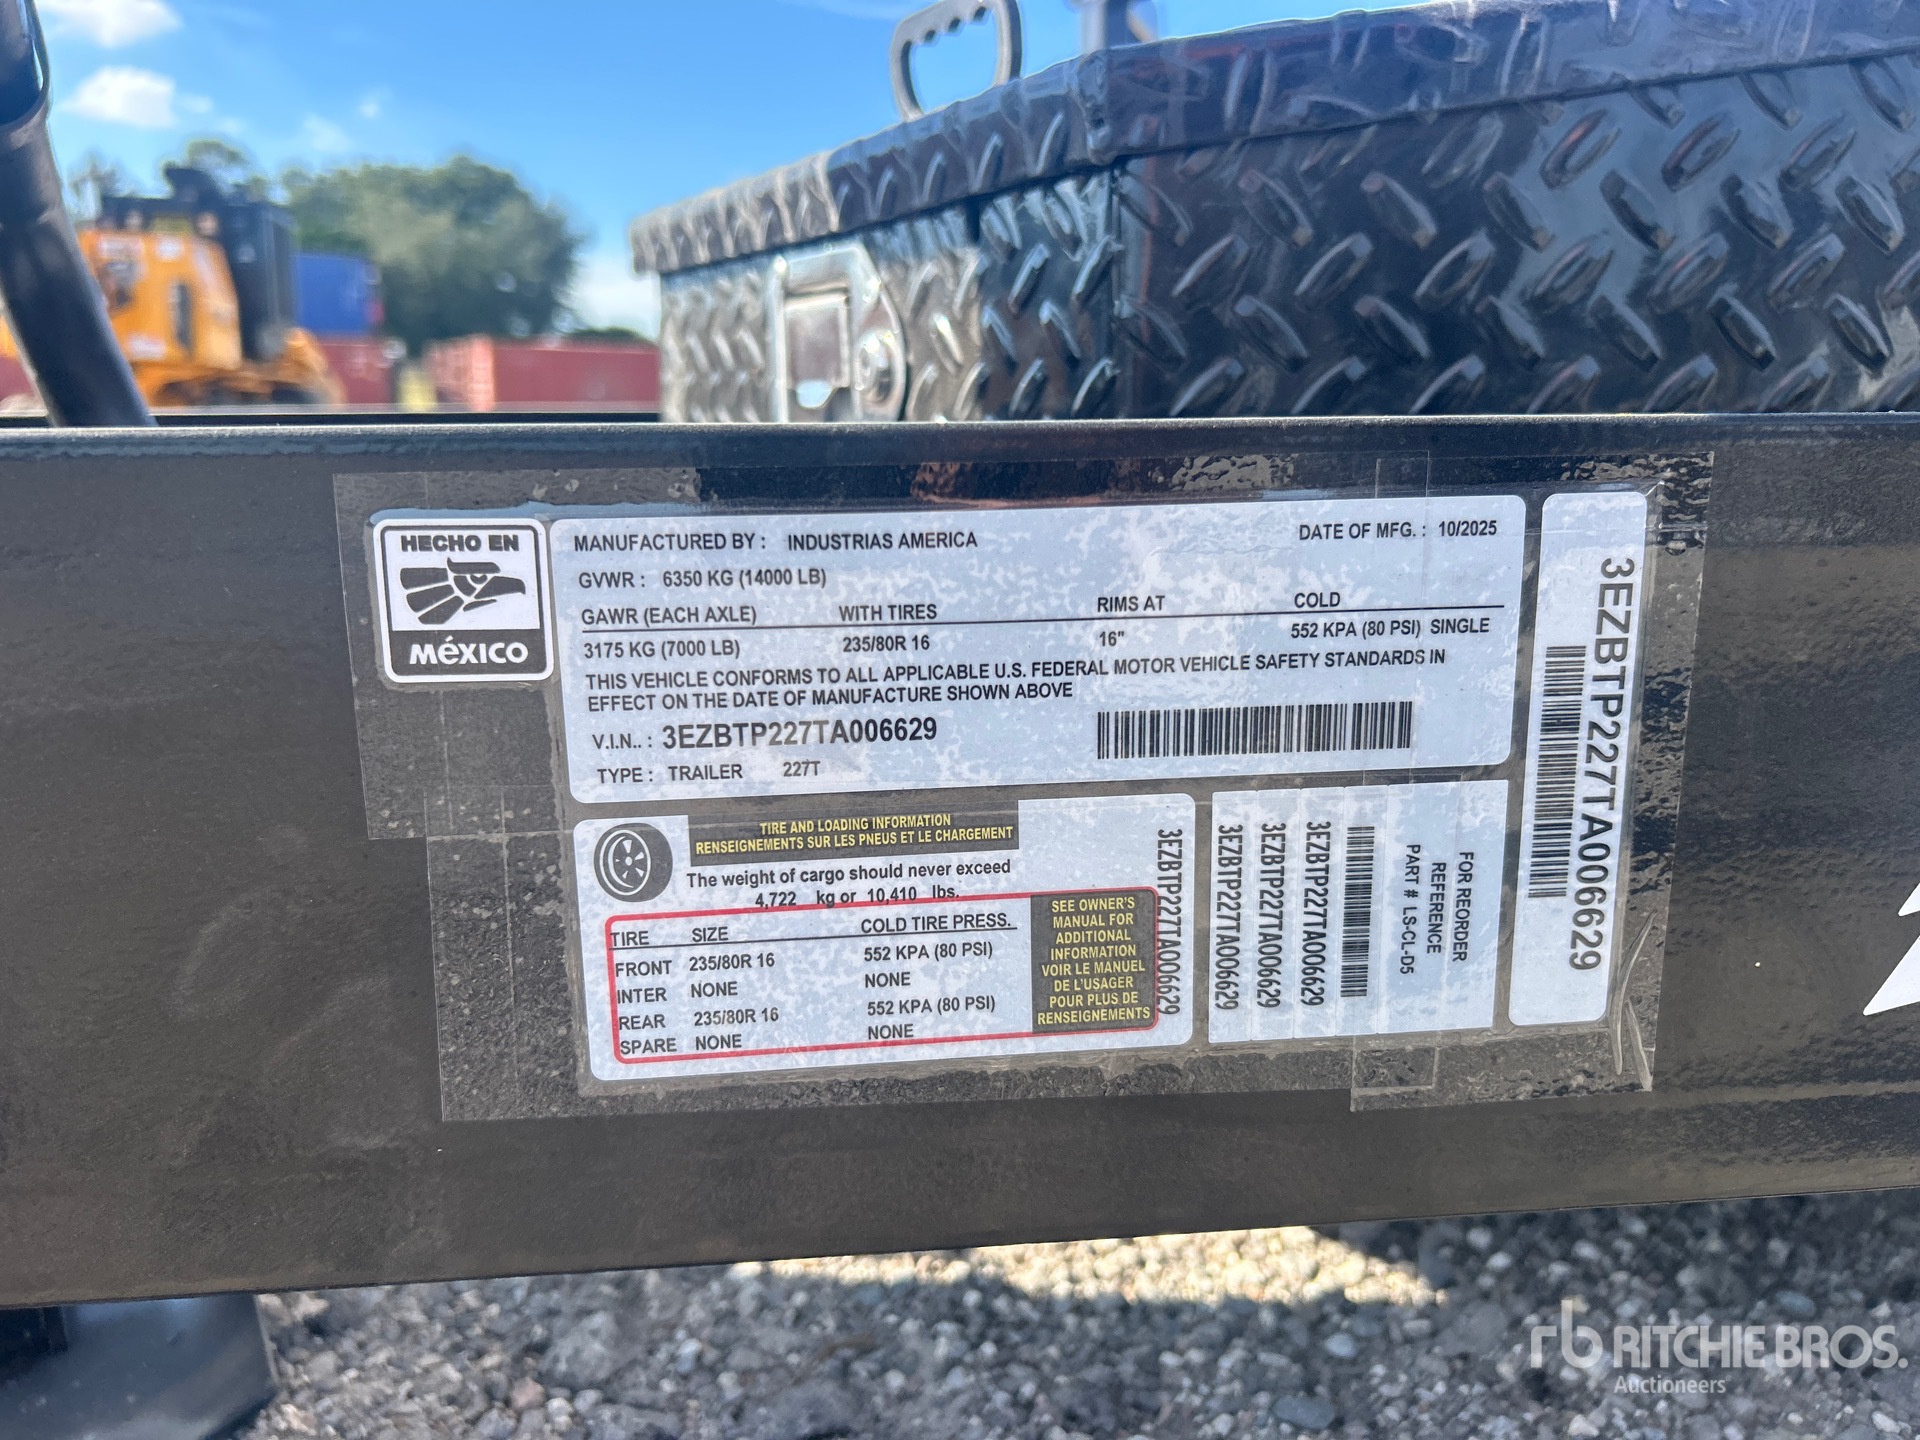 HECHO EN
México
MANUFACTURED BY : INDUSTRIAS AMERICA DATE OF MFG. : 10/2025
GVWR : 6350 KG (14000 LB)
GAWR (EACH AXLE) WITH TIRES RIMS AT COLD
3175 KG (7000 LB) 235/80R 16 16" 552 KPA (80 PSI) SINGLE
THIS VEHICLE CONFORMS TO ALL APPLICABLE U.S. FEDERAL MOTOR VEHICLE SAFETY STANDARDS IN
EFFECT ON THE DATE OF MANUFACTURE SHOWN ABOVE
V.I.N.. : 3EZBTP227TA006629
TYPE : TRAILER 227T
3EZBTP227TA006629
TIRE AND LOADING INFORMATION
RENSEIGNEMENTS SUR LES PNEUS ET LE CHARGEMENT
The weight of cargo should never exceed
4,722 kg or 10,410 lbs.
TIRE SIZE COLD TIRE PRESS.
FRONT 235/80R 16 552 KPA (80 PSI)
INTER NONE NONE
REAR 235/80R 16 552 KPA (80 PSI)
SPARE NONE NONE
SEE OWNER'S
MANUAL FOR
ADDITIONAL
INFORMATION
VOIR LE MANUEL
DE L'USAGER
POUR PLUS DE
RENSEIGNEMENTS
3EZBTP227TA006629
3EZBTP227TA006629
3EZBTP227TA006629
3EZBTP227TA006629
FOR REORDER
REFERENCE
PART # LS-CL-D5
rb RITCHIE BROS.
Auctioneers